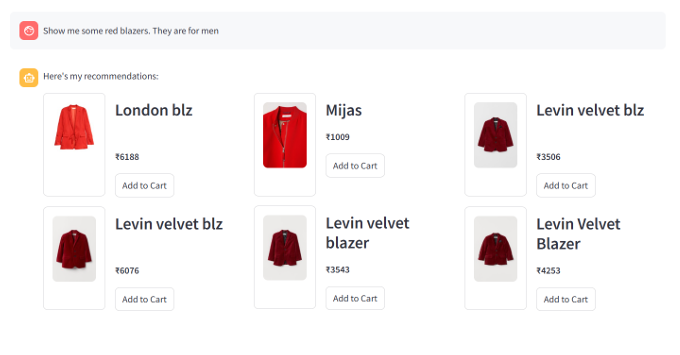 Show me some red blazers. They are for men
Here's my recommendations:
London blz
₹6188
Add to Cart
Mijas
₹1009
Add to Cart
Levin velvet blz
₹3506
Add to Cart
Levin velvet blz
₹6076
Add to Cart
Levin velvet
blazer
₹3543
Add to Cart
Levin Velvet
Blazer
₹4253
Add to Cart